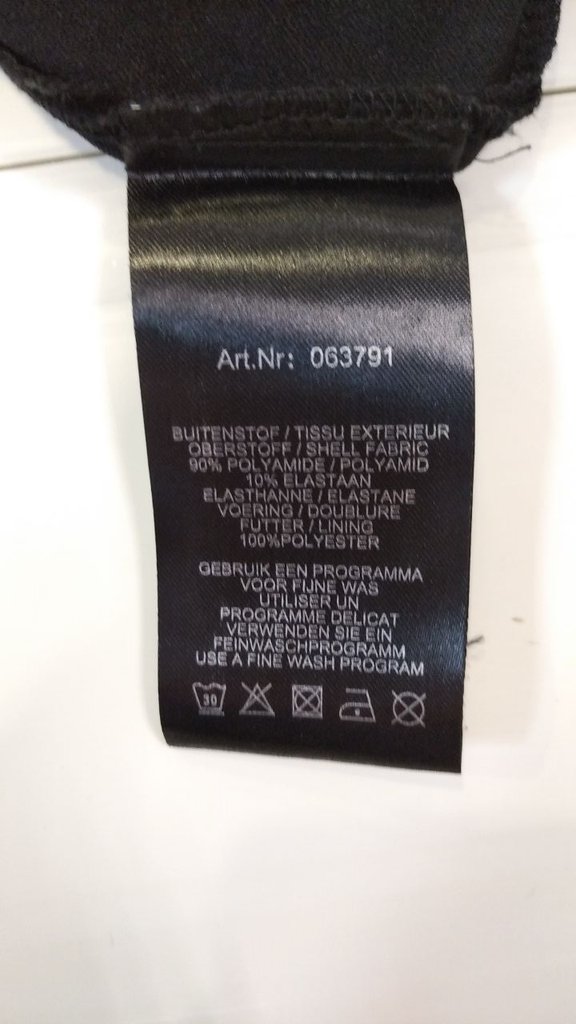 Art.Nr: 063791
BUITENSTOF / TISSU EXTERIEUR
OBERSTOFF / SHELL FABRIC
90% POLYAMIDE / POLYAMID
10% ELASTAAN
ELASTHANNE / ELASTANE
VOERING / DOUBLURE
FUTTER / LINING
100%POLYESTER
GEBRUIK EEN PROGRAMMA
VOOR FIJNE WAS
UTILISER UN
PROGRAMME DELICAT
VERWENDEN SIE EIN
FEINWASCHPROGRAMM
USE A FINE WASH PROGRAM
30